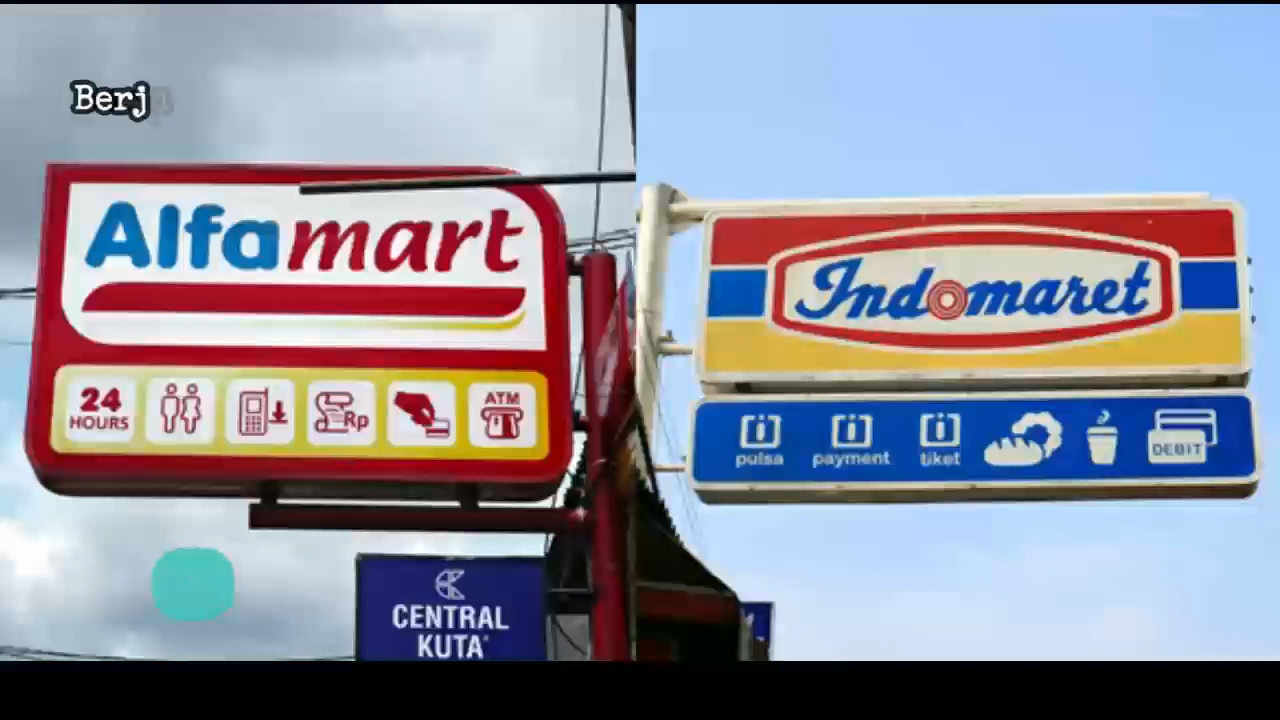 Berj
Alfamart
24
HOURS
Rp
ATM
CENTRAL
KUTA
Indomaret
pulsa
payment
tiket
DEBIT